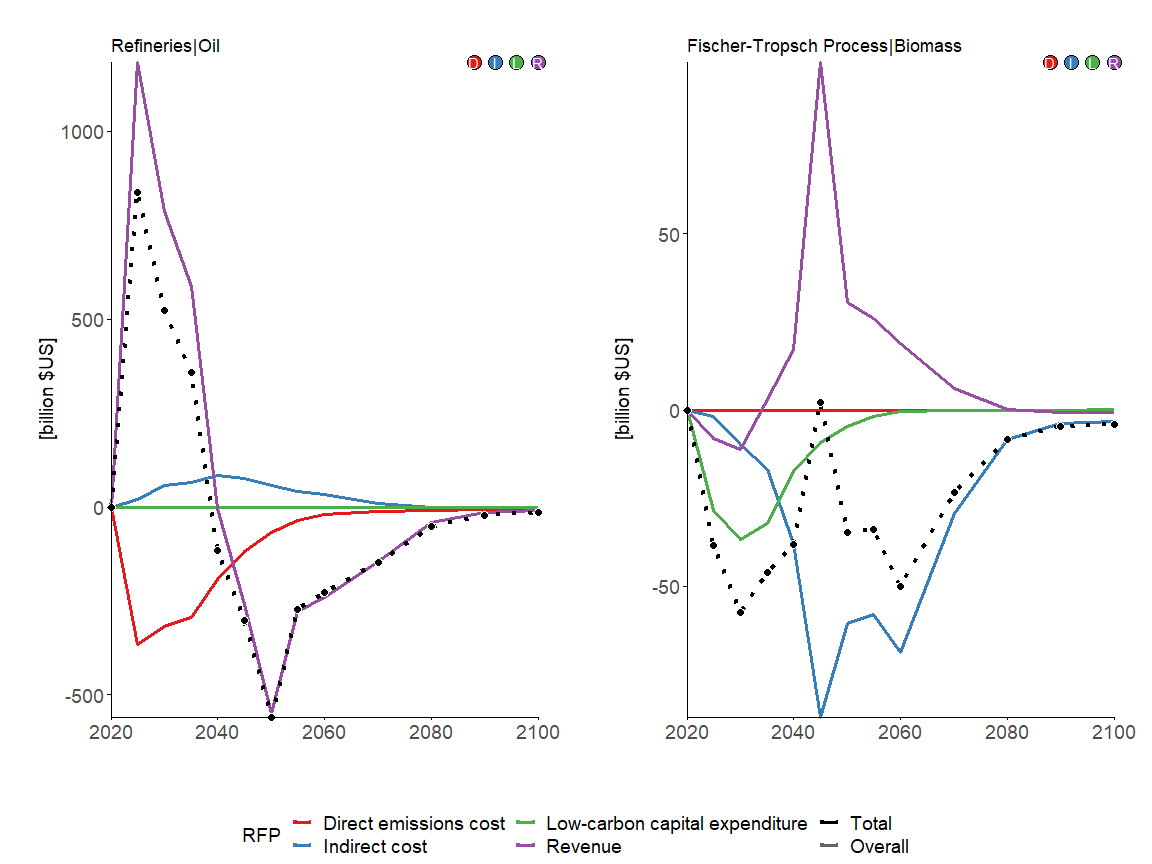 Refineries|Oil
D I L R
1000
500
0
-500
[billion $US]
2020 2040 2060 2080 2100
Fischer-Tropsch Process|Biomass
D I L R
50
0
-50
[billion $US]
2020 2040 2060 2080 2100
RFP
Direct emissions cost Low-carbon capital expenditure Total
Indirect cost Revenue Overall